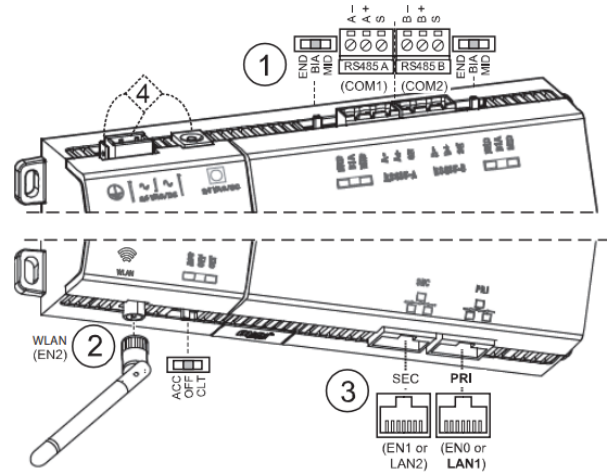 A− A+ S B− B+ S
1
END BIA MID
RS485 A RS485 B
END BIA MID
(COM1) (COM2)
4
WLAN
SEC
PRI
WLAN
(EN2)
2
ACC OFF CLT
3
SEC PRI
(EN1 or
LAN2)
(EN0 or
LAN1)